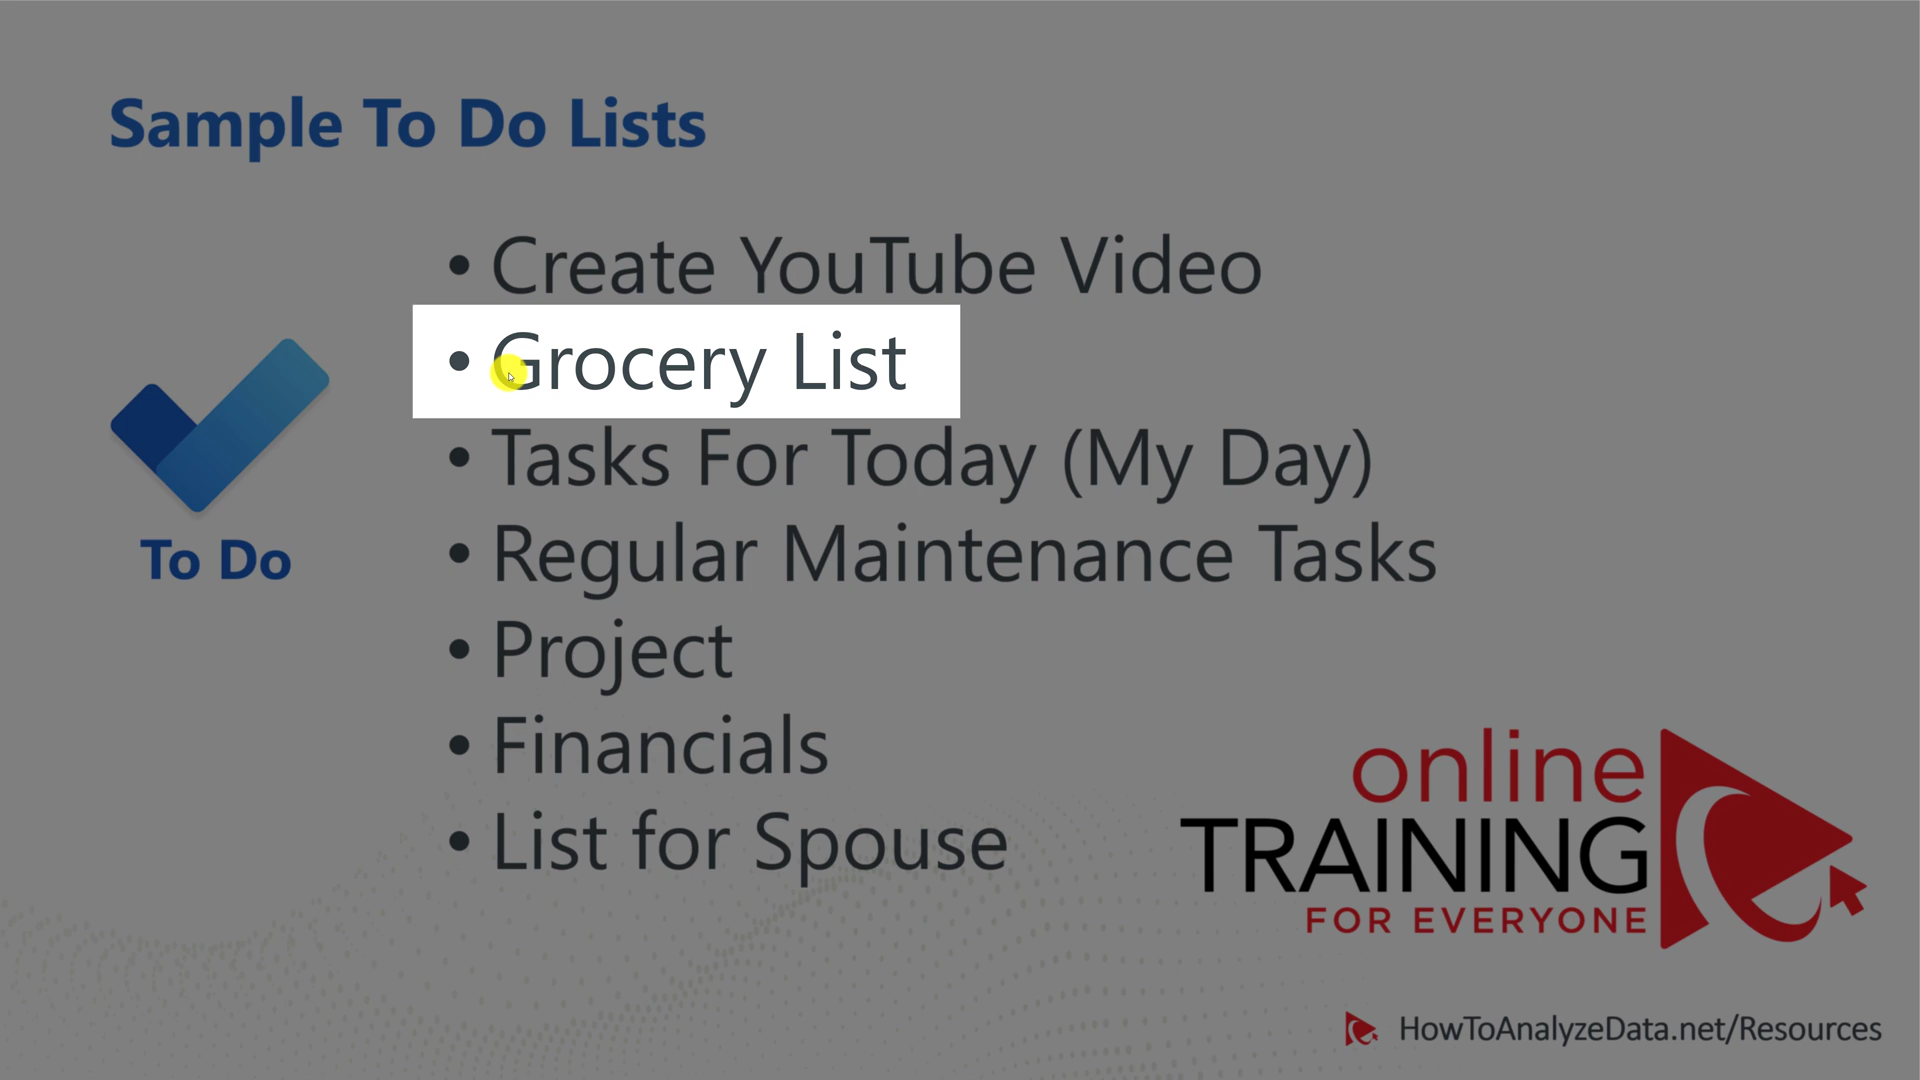 Sample To Do Lists
• Create YouTube Video
• Grocery List
• Tasks For Today (My Day)
• Regular Maintenance Tasks
• Project
• Financials
• List for Spouse
To Do
online
TRAINING
FOR EVERYONE
HowToAnalyzeData.net/Resources